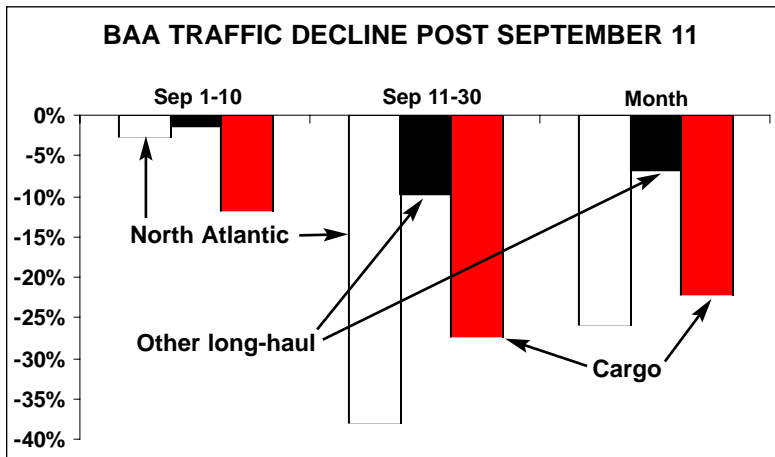 BAA TRAFFIC DECLINE POST SEPTEMBER 11
Sep 1-10 Sep 11-30 Month
0%
-5%
-10%
-15%
-20%
-25%
-30%
-35%
-40%
North Atlantic
Other long-haul
Cargo